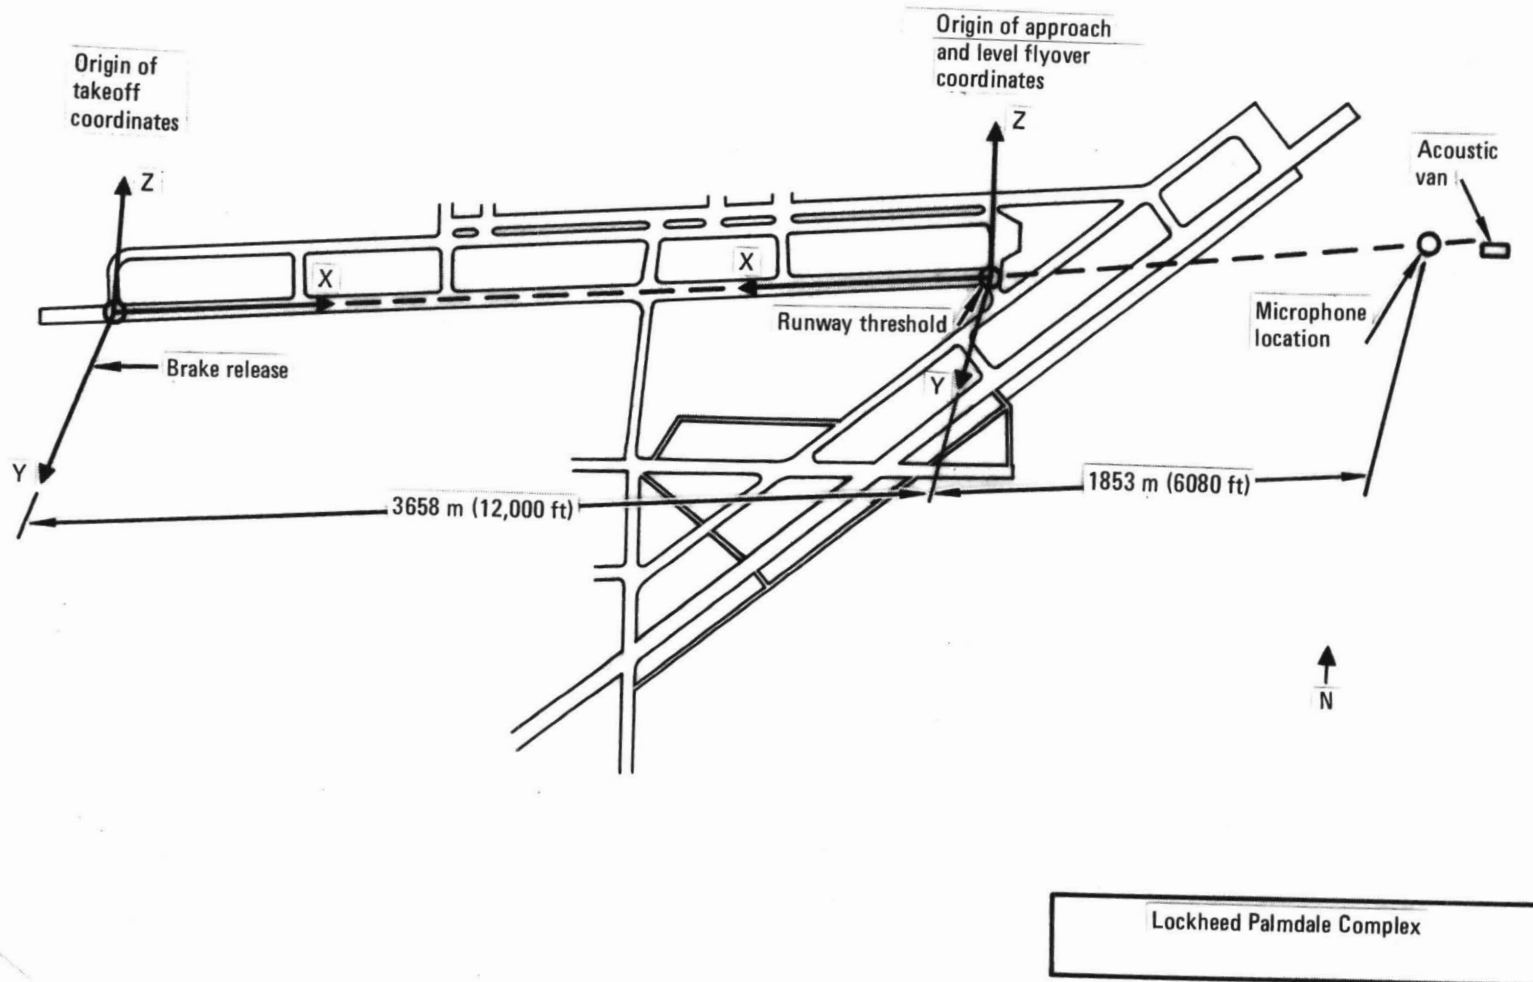 Origin of approach
and level flyover
coordinates
Origin of
takeoff
coordinates
Z
Z
Acoustic
van
X
X
Runway threshold
Microphone
location
Brake release
Y
Y
1853 m (6080 ft)
3658 m (12,000 ft)
N
Lockheed Palmdale Complex